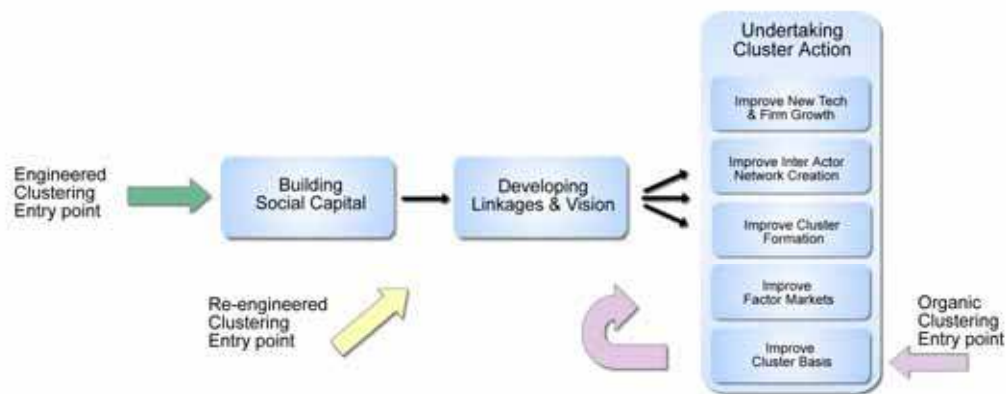 Engineered
Clustering
Entry point
Building
Social Capital
Re-engineered
Clustering
Entry point
Developing
Linkages & Vision
Undertaking
Cluster Action
Improve New Tech
& Firm Growth
Improve Inter Actor
Network Creation
Improve Cluster
Formation
Improve
Factor Markets
Improve
Cluster Basis
Organic
Clustering
Entry point